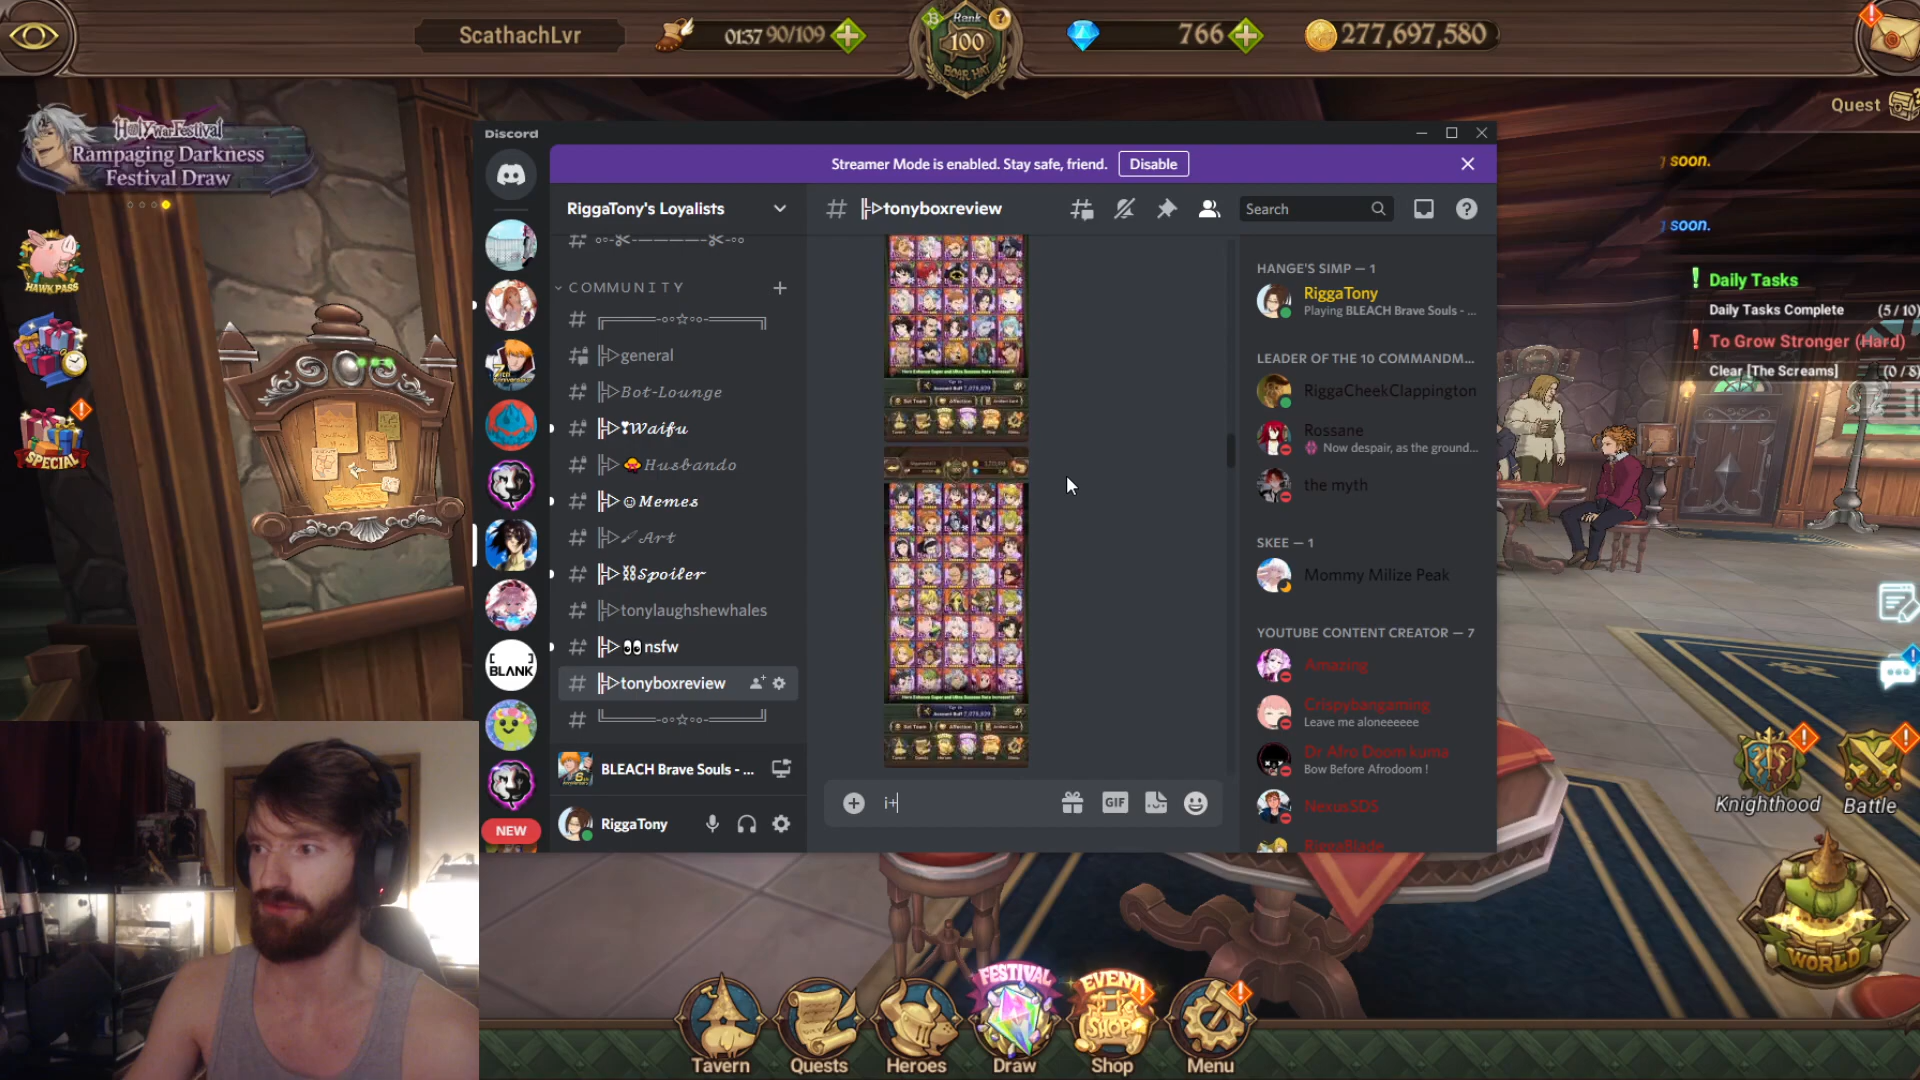 ScathachLvr
90/109
Rank
100
BOAR HAT
766
277,697,580
Holy War Festival
Rampaging Darkness
Festival Draw
HAWK PASS
SPECIAL
Quest
soon.
soon.
Daily Tasks
Daily Tasks Complete (5/10)
To Grow Stronger (Hard)
Clear [The Screams] (0/8)
Discord
Streamer Mode is enabled. Stay safe, friend.
Disable
RiggaTony's Loyalists
tonyboxreview
Search
COMMUNITY
general
Bot-Lounge
Waifu
Husbando
Memes
Art
Spoiler
tonylaughshewhales
nsfw
tonyboxreview
BLEACH Brave Souls - ...
RiggaTony
[BLANK]
NEW
i+
GIF
HANGE'S SIMP — 1
RiggaTony
Playing BLEACH Brave Souls - ...
LEADER OF THE 10 COMMANDM...
RiggaCheekClappington
Rossane
Now despair, as the ground...
the myth
SKEE — 1
Mommy Milize Peak
YOUTUBE CONTENT CREATOR — 7
Amazing
Crispybangaming
Leave me aloneeeeee
Dr Afro Doom kuma
Bow Before Afrodoom !
NexusSDS
RiggaBlade
Knighthood
Battle
WORLD
Tavern
Quests
Heroes
FESTIVAL
Draw
EVENT
SHOP
Shop
Menu